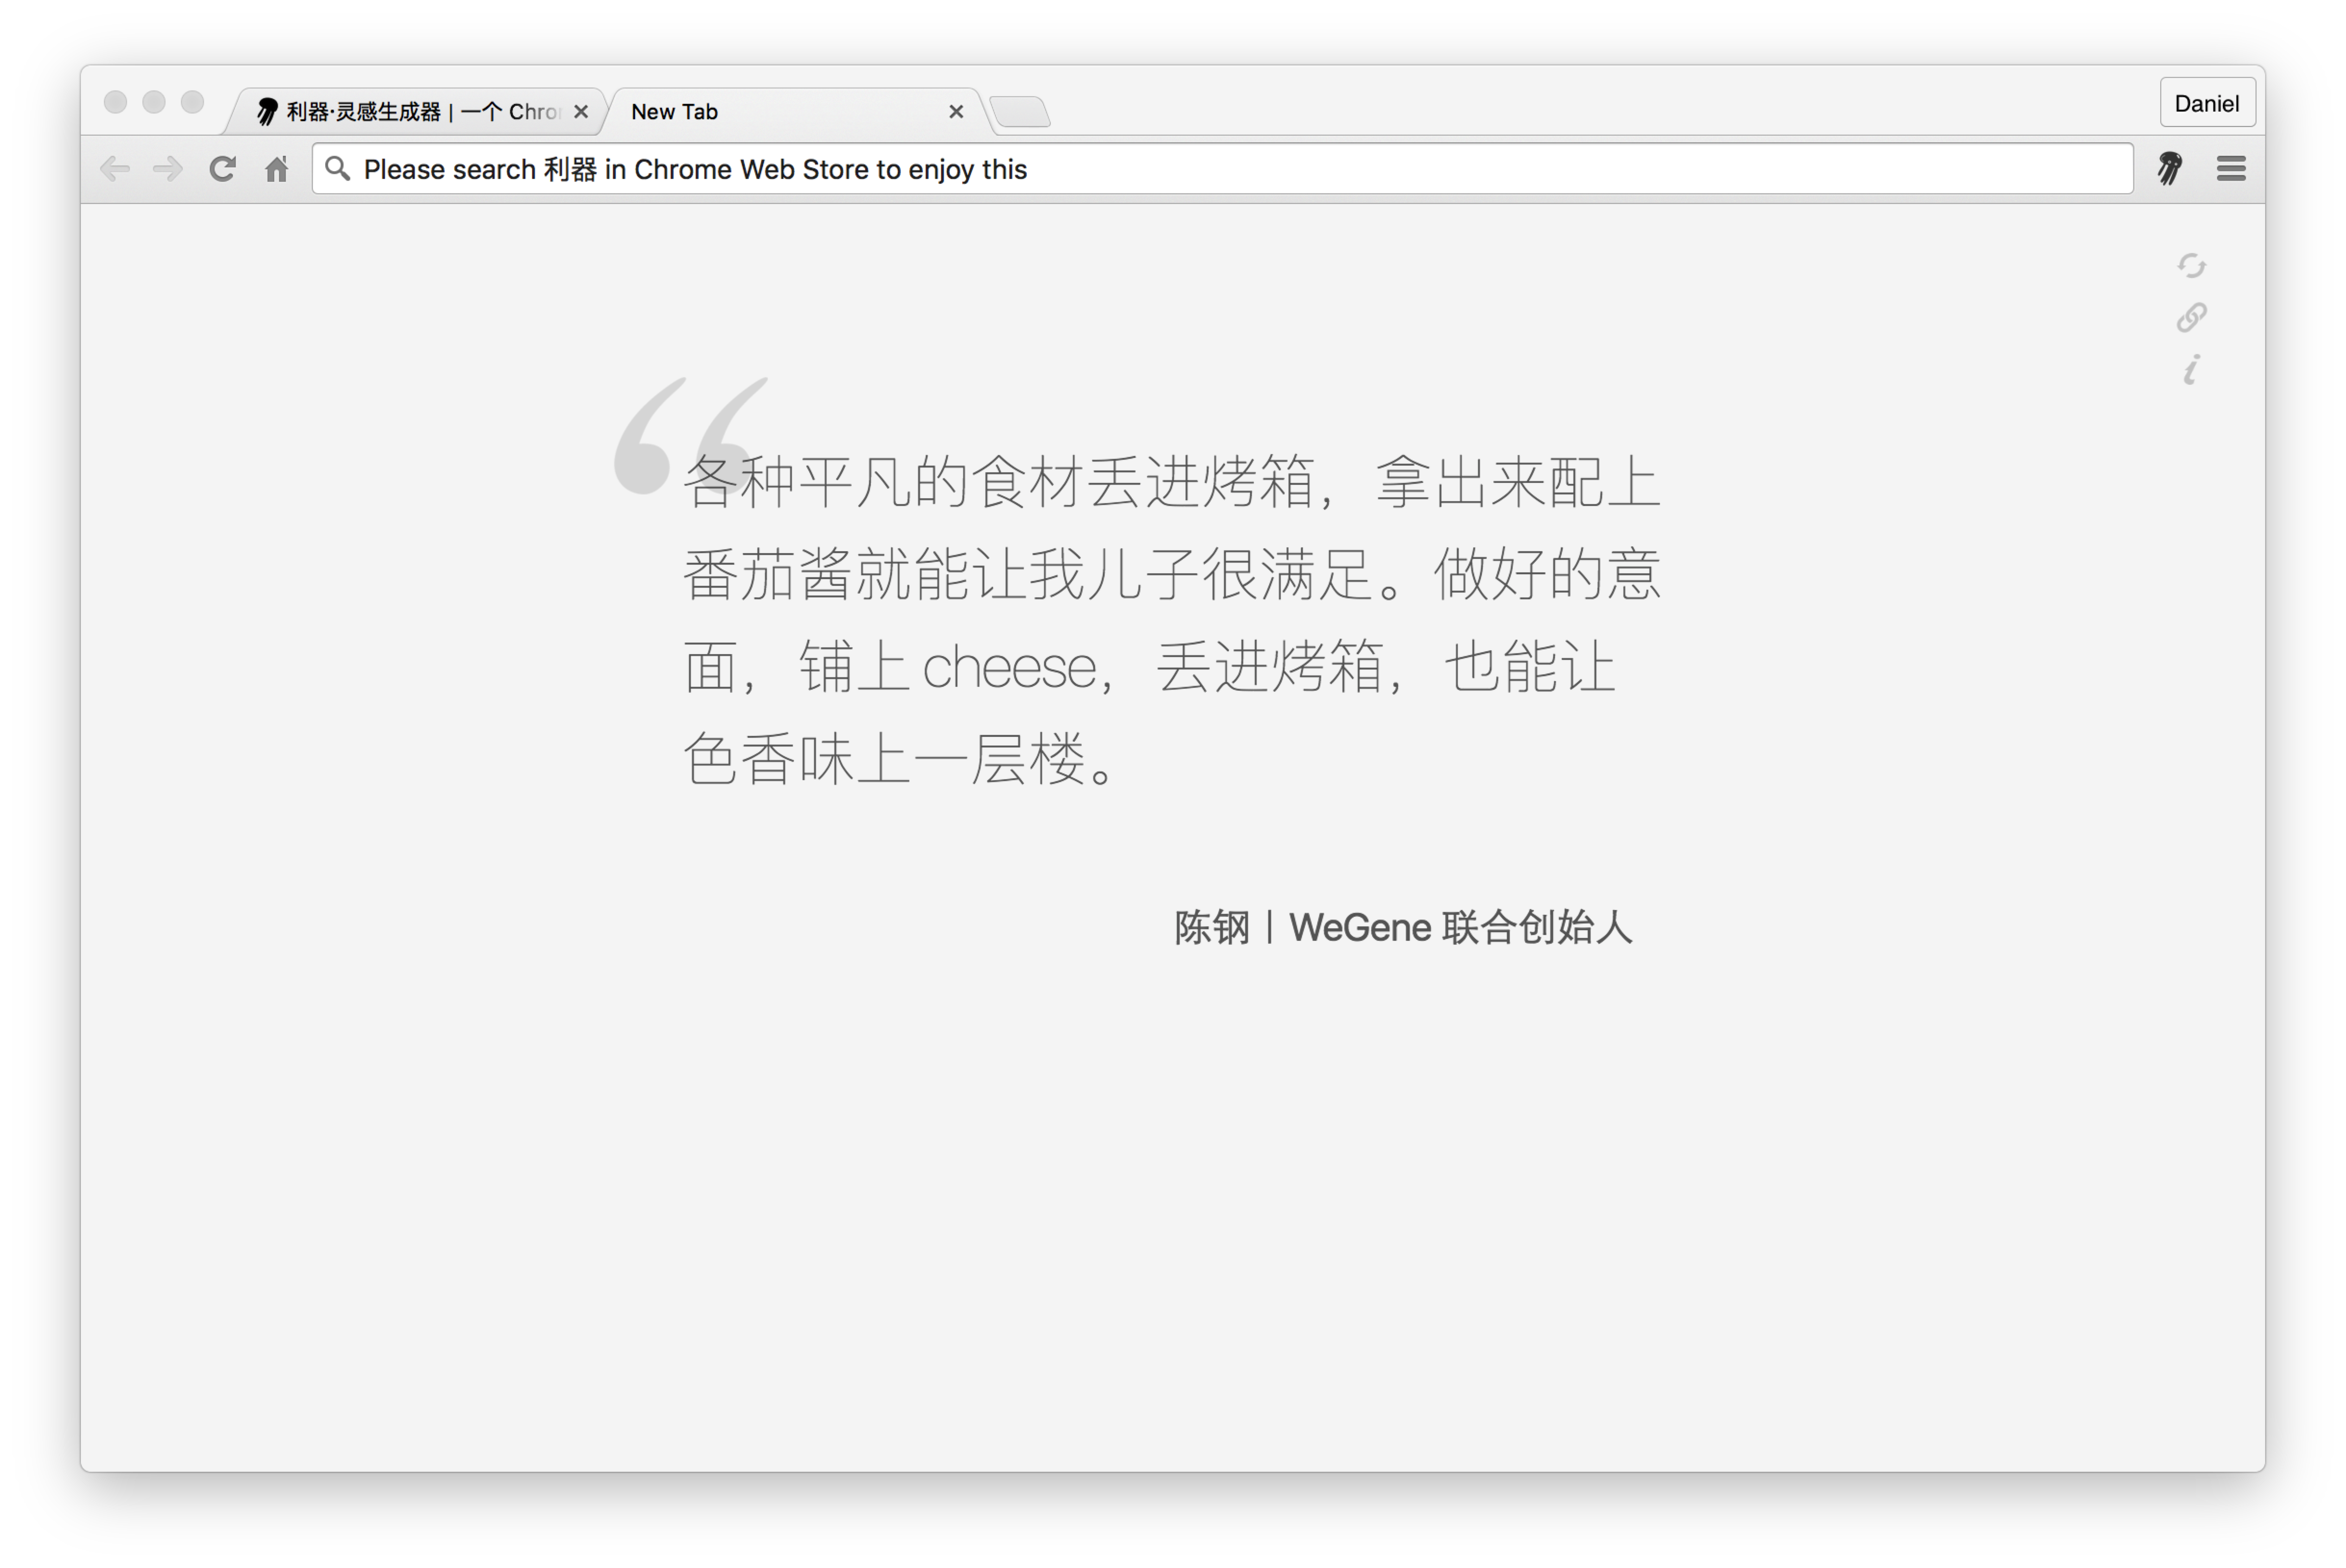 利器·灵感生成器 | 一个 Chro
New Tab
Daniel
Please search 利器 in Chrome Web Store to enjoy this
各种平凡的食材丢进烤箱，拿出来配上
番茄酱就能让我儿子很满足。做好的意
面，铺上 cheese，丢进烤箱，也能让
色香味上一层楼。
陈钢 | WeGene 联合创始人